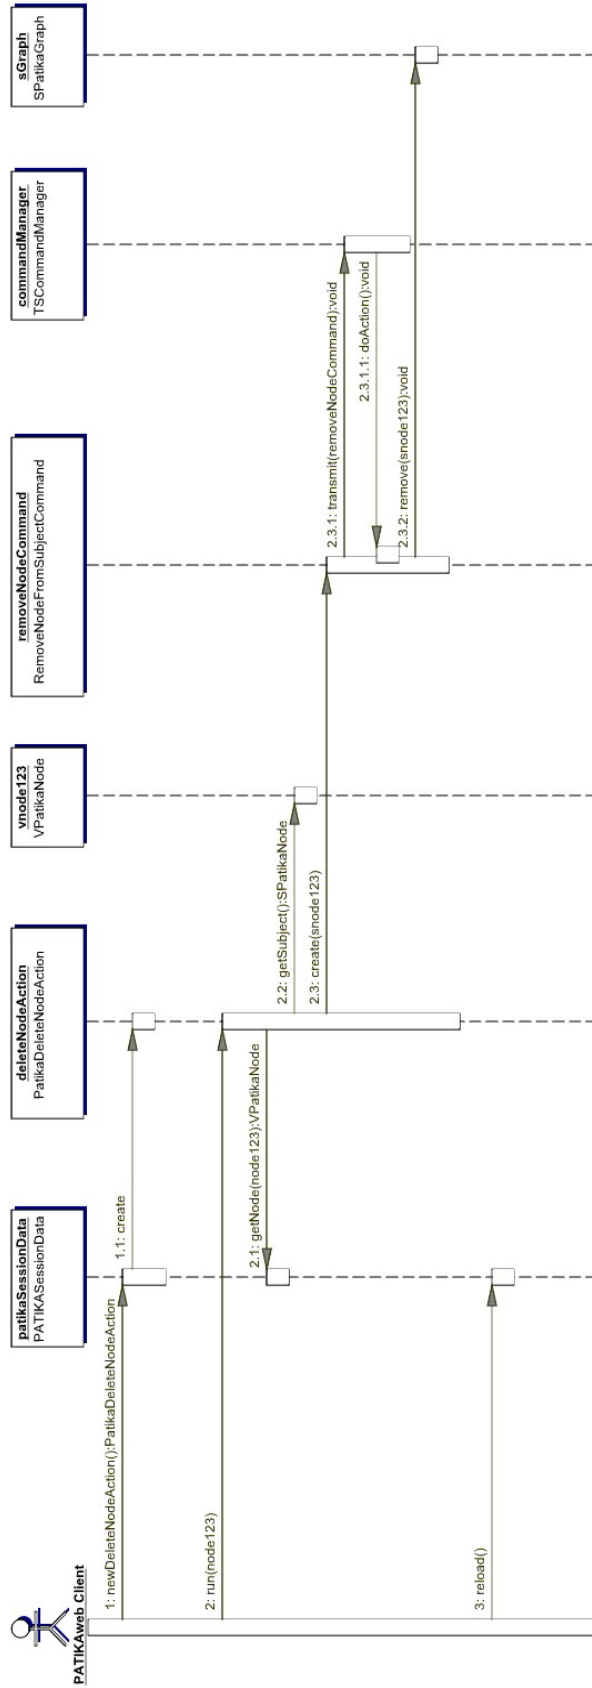 PATIKAweb Client
patikaSessionData
PATIKASessionData
deleteNodeAction
PatikaDeleteNodeAction
vnode123
VPatikaNode
removeNodeCommand
RemoveNodeFromSubjectCommand
commandManager
TSCommandManager
sGraph
SPatikaGraph
1: newDeleteNodeAction():PatikaDeleteNodeAction
1.1: create
2: run(node123)
2.1: getNode(node123):VPatikaNode
2.2: getSubject():SPatikaNode
2.3: create(snode123)
2.3.1: transmit(removeNodeCommand):void
2.3.1.1: doAction():void
2.3.2: remove(snode123):void
3: reload()